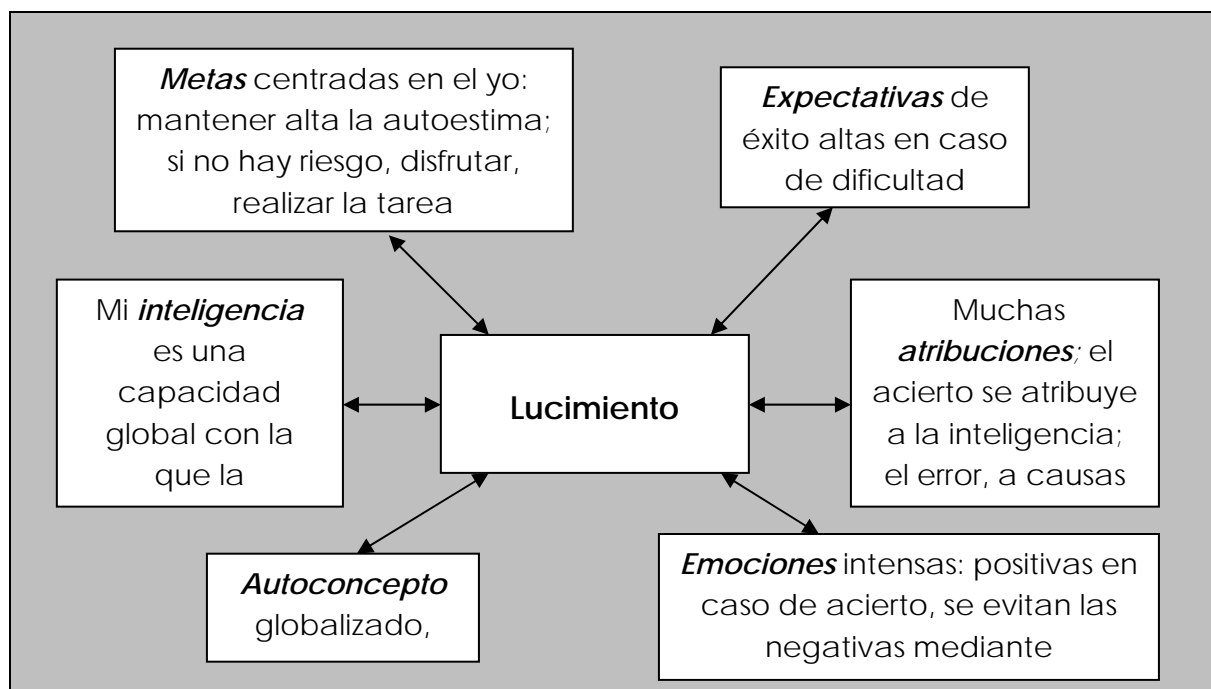 Metas centradas en el yo:
mantener alta la autoestima;
si no hay riesgo, disfrutar,
realizar la tarea
Expectativas de
éxito altas en caso
de dificultad
Mi inteligencia
es una
capacidad
global con la
que la
Lucimiento
Muchas
atribuciones; el
acierto se atribuye
a la inteligencia;
el error, a causas
Autoconcepto
globalizado,
Emociones intensas: positivas en
caso de acierto, se evitan las
negativas mediante